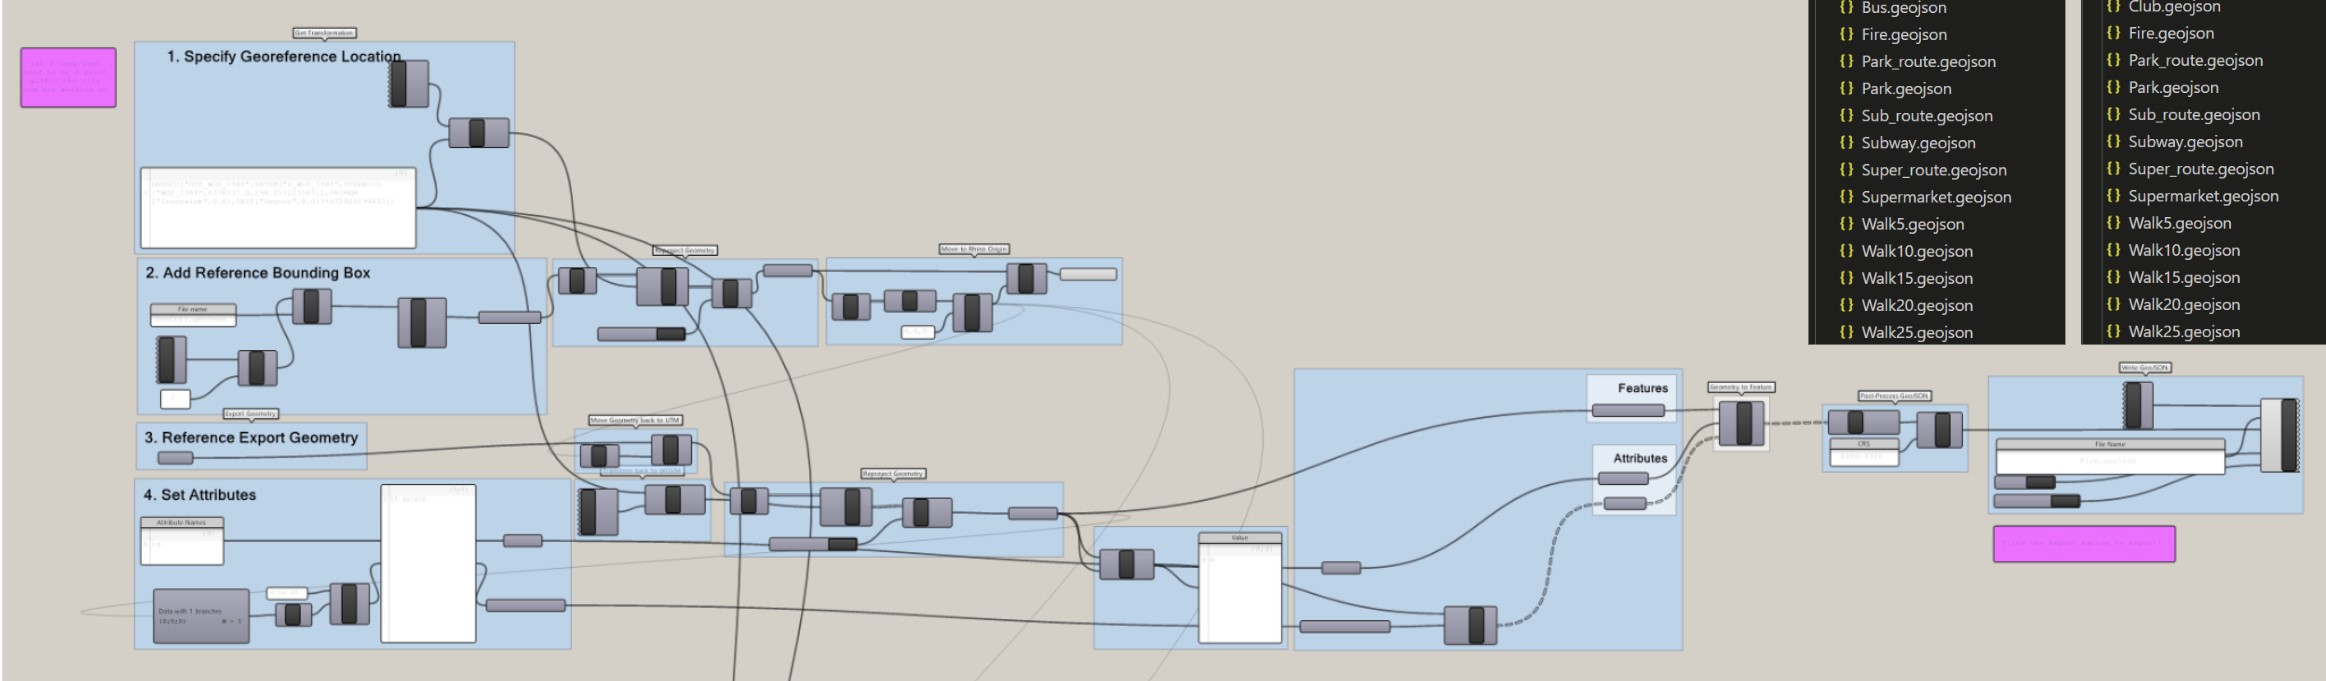 Get Transformation
1. Specify Georeference Location
2. Add Reference Bounding Box
File name
Reproject Geometry
Move to Rhino Origin
Export Geometry
3. Reference Export Geometry
Move Geometry back to UTM
4. Set Attributes
Attribute Names
Data with 1 branches
Reproject Geometry
Value
Features
Attributes
Geometry to Feature
Post-Process GeoJSON
CRS
Write GeoJSON
File Name
{} Bus.geojson
{} Fire.geojson
{} Park_route.geojson
{} Park.geojson
{} Sub_route.geojson
{} Subway.geojson
{} Super_route.geojson
{} Supermarket.geojson
{} Walk5.geojson
{} Walk10.geojson
{} Walk15.geojson
{} Walk20.geojson
{} Walk25.geojson
{} Club.geojson
{} Fire.geojson
{} Park_route.geojson
{} Park.geojson
{} Sub_route.geojson
{} Subway.geojson
{} Super_route.geojson
{} Supermarket.geojson
{} Walk5.geojson
{} Walk10.geojson
{} Walk15.geojson
{} Walk20.geojson
{} Walk25.geojson